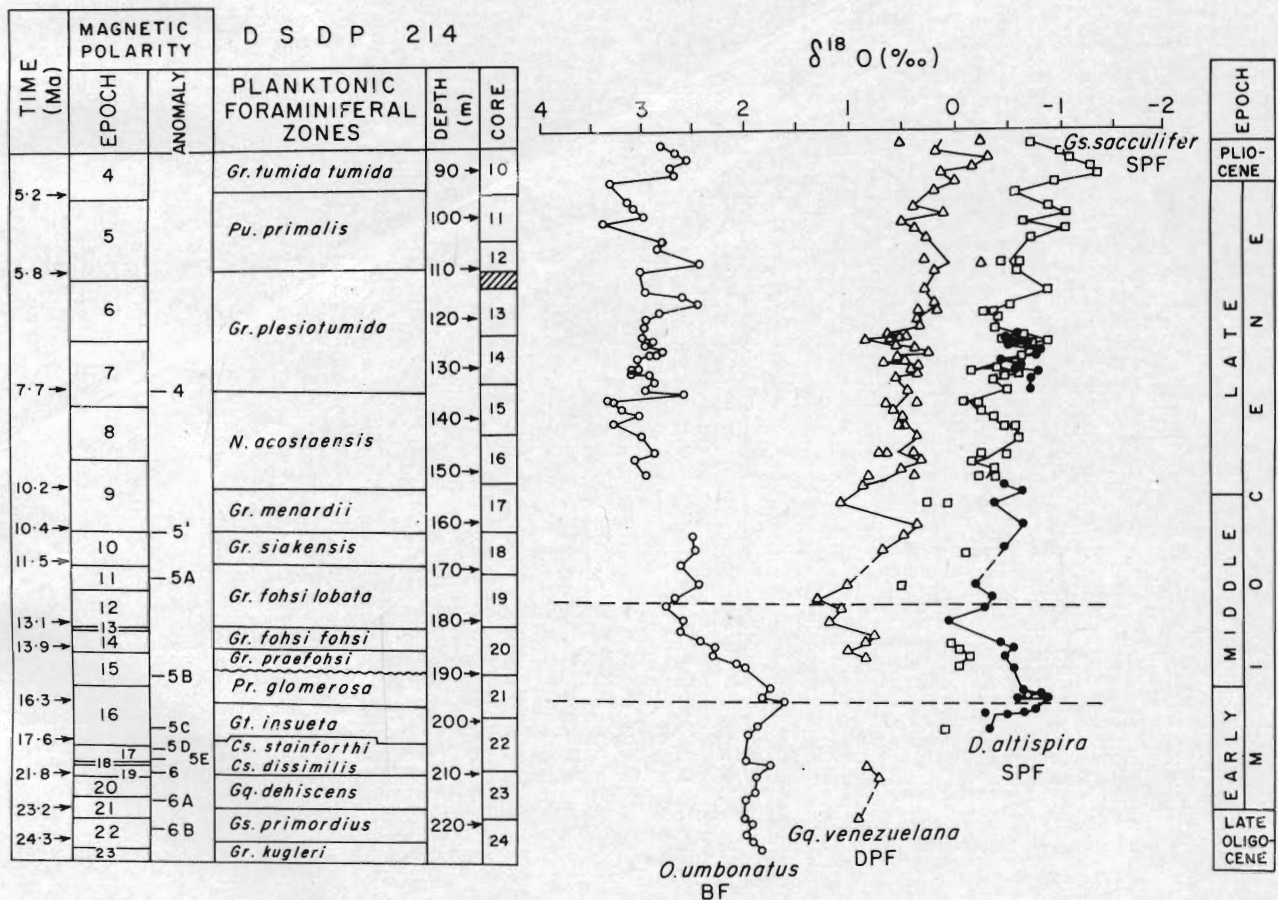 DSDP 214
MAGNETIC
POLARITY
TIME
(Ma)
EPOCH
ANOMALY
PLANKTONIC
FORAMINIFERAL
ZONES
DEPTH
(m)
CORE
δ18 O (‰)
4 3 2 1 0 -1 -2
EPOCH
5·2
5·8
7·7
10·2
10·4
11·5
13·1
13·9
16·3
17·6
21·8
23·2
24·3
4
5
6
7
8
9
10
11
12
13
14
15
16
17
18
19
20
21
22
23
4
5'
5A
5B
5C
5D
5E
6
6A
6B
Gr. tumida tumida
Pu. primalis
Gr. plesiotumida
N. acostaensis
Gr. menardii
Gr. siakensis
Gr. fohsi lobata
Gr. fohsi fohsi
Gr. praefohsi
Pr. glomerosa
Gt. insueta
Cs. stainforthi
Cs. dissimilis
Gq. dehiscens
Gs. primordius
Gr. kugleri
90
100
110
120
130
140
150
160
170
180
190
200
210
220
10
11
12
13
14
15
16
17
18
19
20
21
22
23
24
Gs. sacculifer
SPF
D. altispira
SPF
Gq. venezuelana
DPF
O. umbonatus
BF
PLIO-
CENE
LATE
MIDDLE
EARLY
MIOCENE
LATE
OLIGO-
CENE